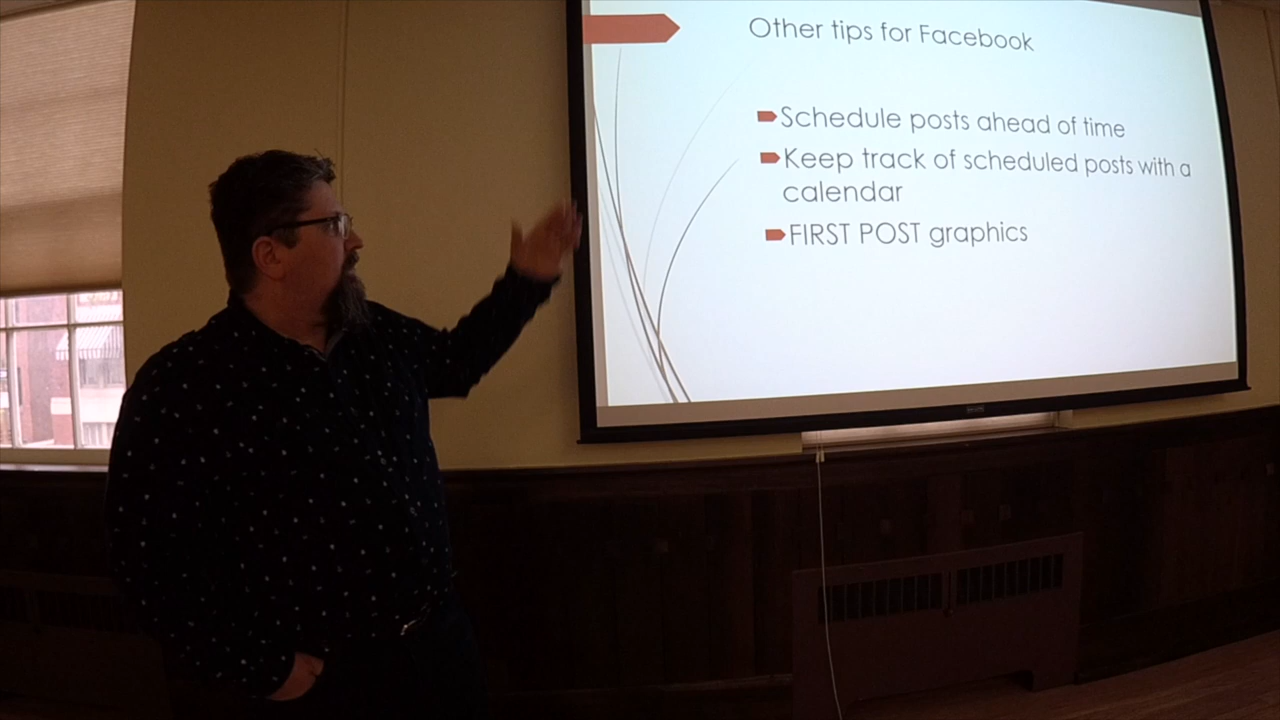 Other tips for Facebook
Schedule posts ahead of time
Keep track of scheduled posts with a
calendar
FIRST POST graphics